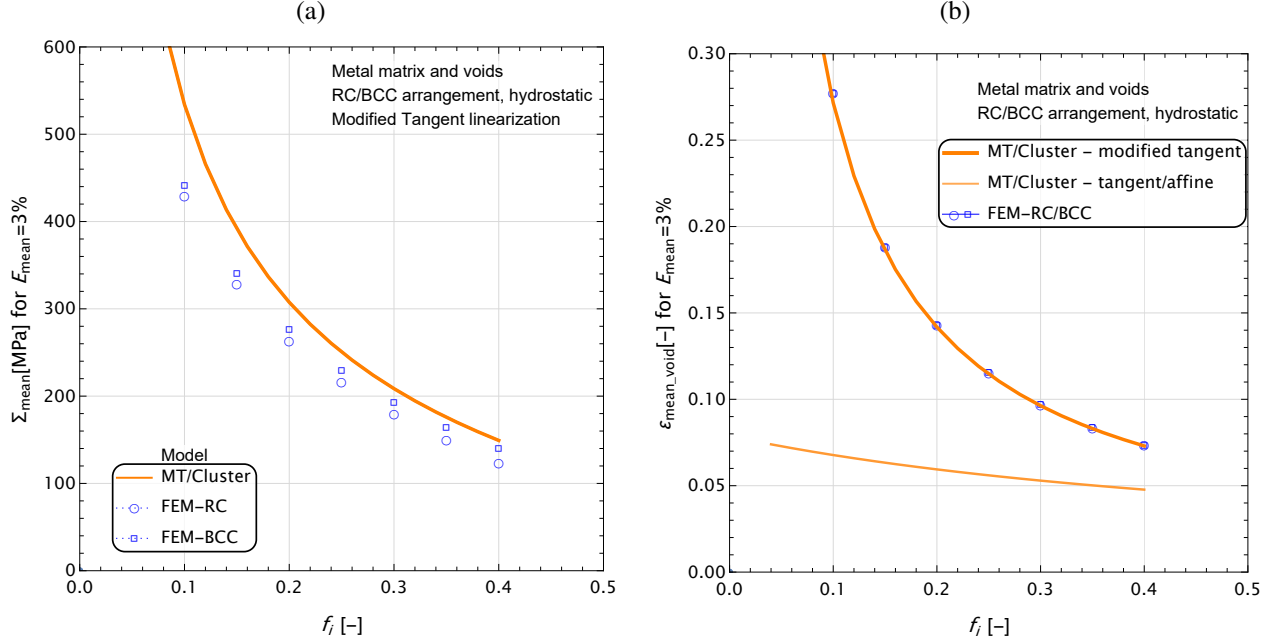 (a)
600
500
400
300
200
100
0
0.0
0.1
0.2
0.3
0.4
0.5
Σmean[MPa] for Emean=3%
fi [–]
Metal matrix and voids
RC/BCC arrangement, hydrostatic
Modified Tangent linearization
Model
MT/Cluster
FEM–RC
FEM–BCC
(b)
0.30
0.25
0.20
0.15
0.10
0.05
0.00
0.0
0.1
0.2
0.3
0.4
0.5
εmean_void[–] for Emean=3%
fi [–]
Metal matrix and voids
RC/BCC arrangement, hydrostatic
MT/Cluster – modified tangent
MT/Cluster – tangent/affine
FEM–RC/BCC